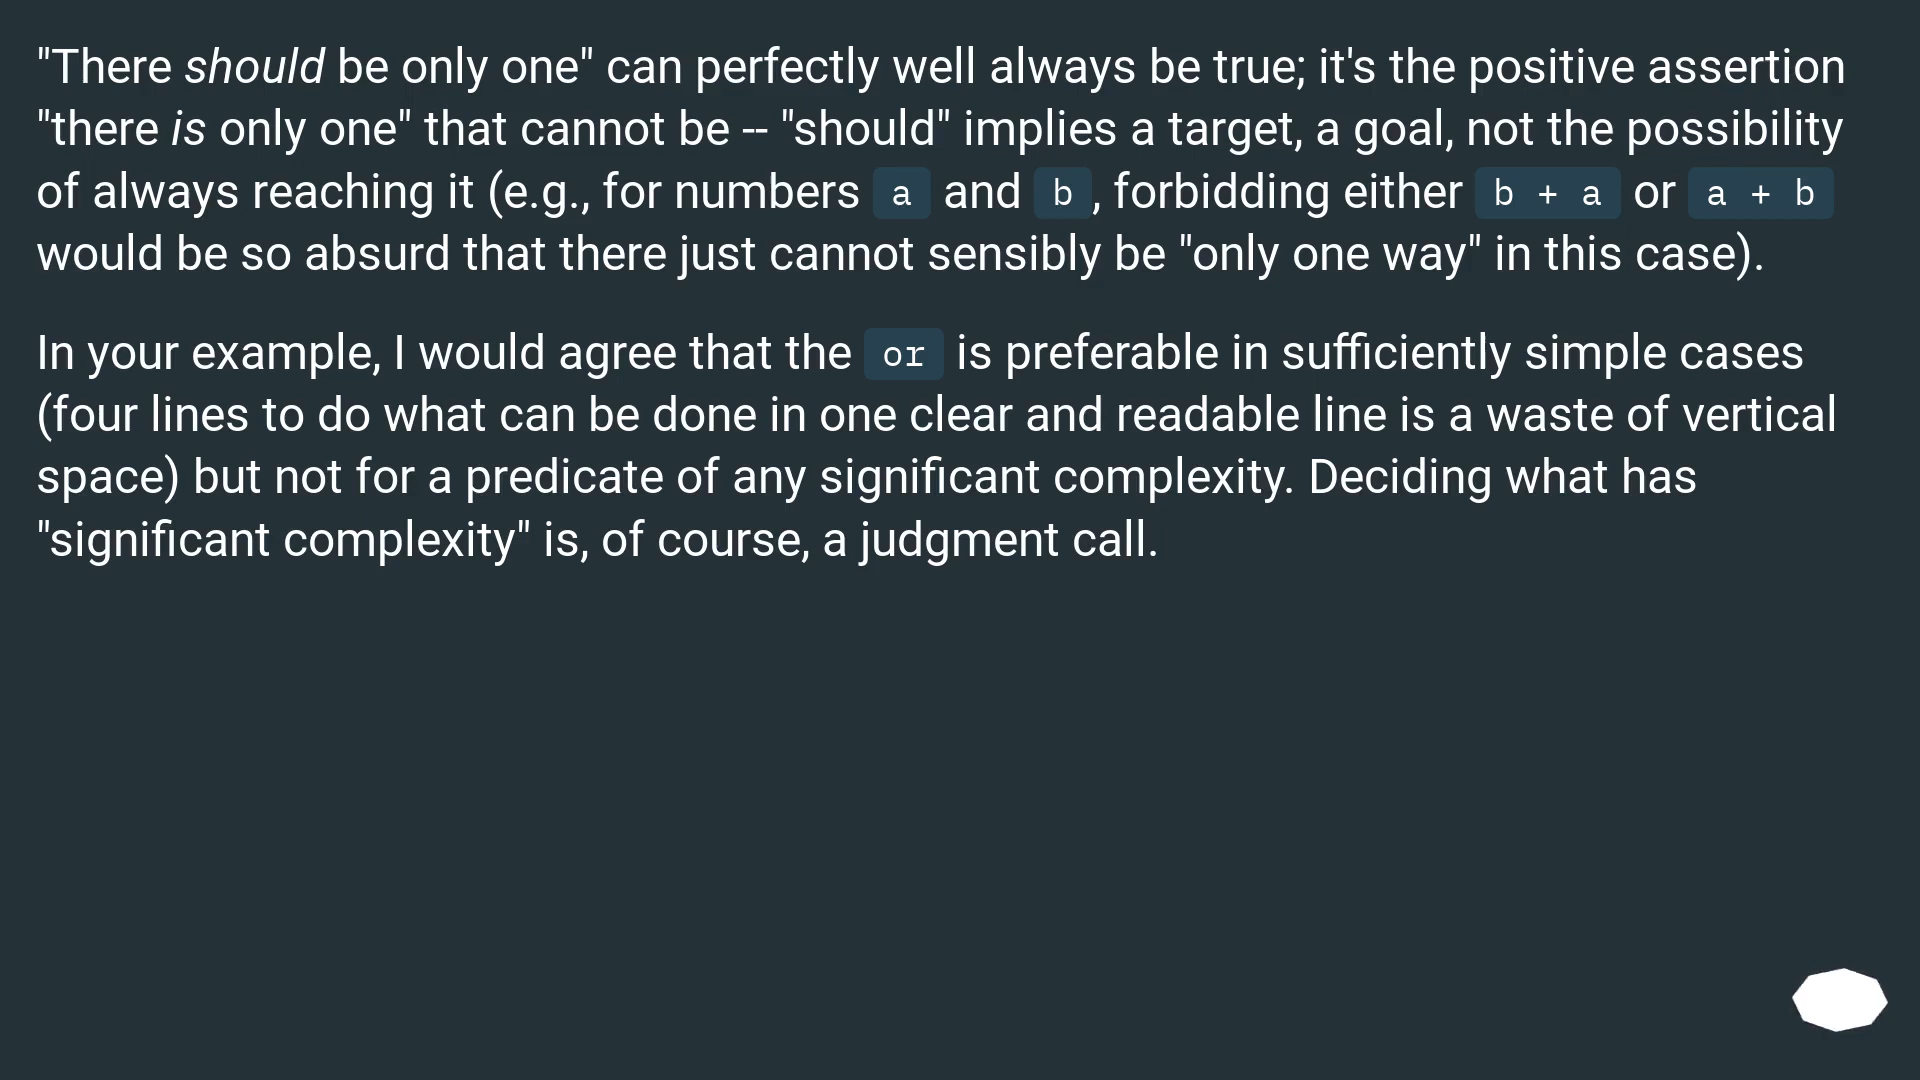 "There should be only one" can perfectly well always be true; it's the positive assertion
"there is only one" that cannot be -- "should" implies a target, a goal, not the possibility
of always reaching it (e.g., for numbers a and b, forbidding either b + a or a + b
would be so absurd that there just cannot sensibly be "only one way" in this case).
In your example, I would agree that the or is preferable in sufficiently simple cases
(four lines to do what can be done in one clear and readable line is a waste of vertical
space) but not for a predicate of any significant complexity. Deciding what has
"significant complexity" is, of course, a judgment call.